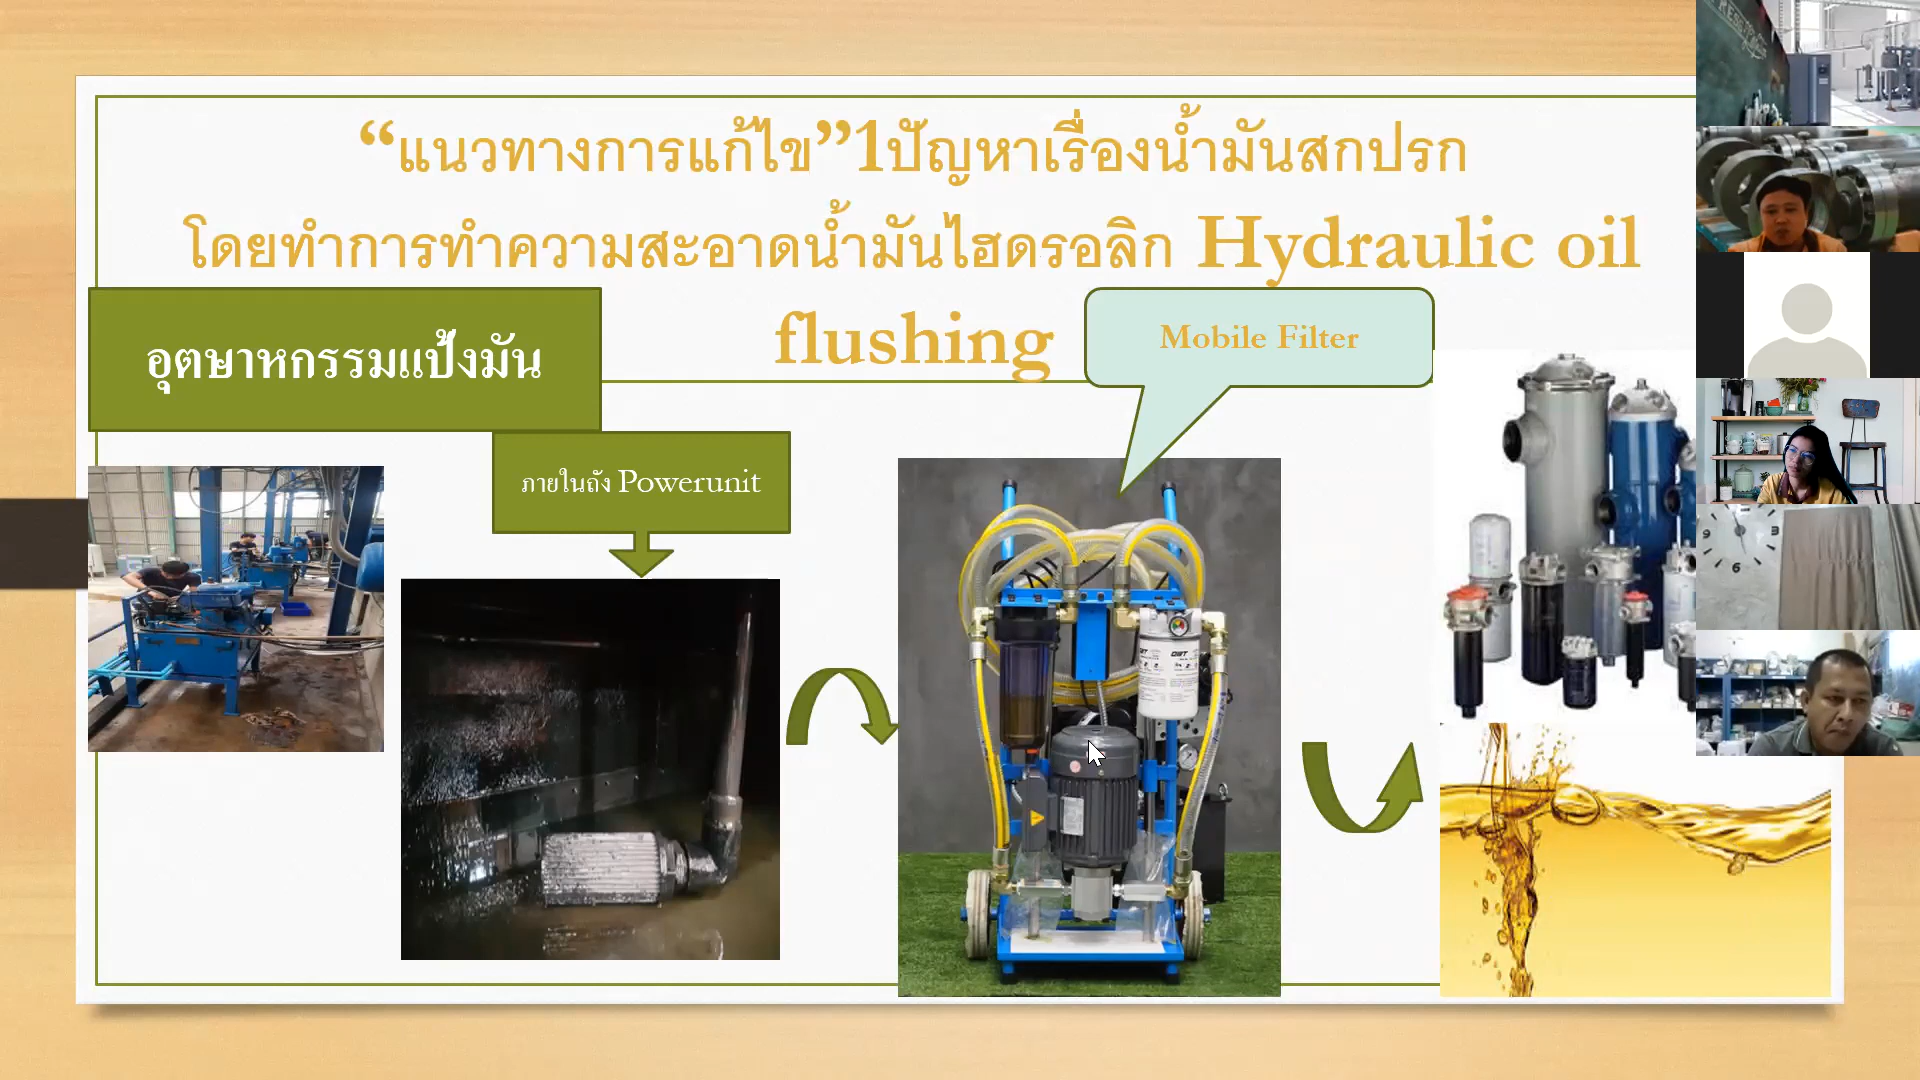 “แนวทางการแก้ไข”1ปัญหาเรื่องน้ำมันสกปรก
โดยทำการทำความสะอาดน้ำมันไฮดรอลิก Hydraulic oil
flushing
อุตษาหกรรมแป้งมัน
Mobile Filter
ภายในถัง Powerunit